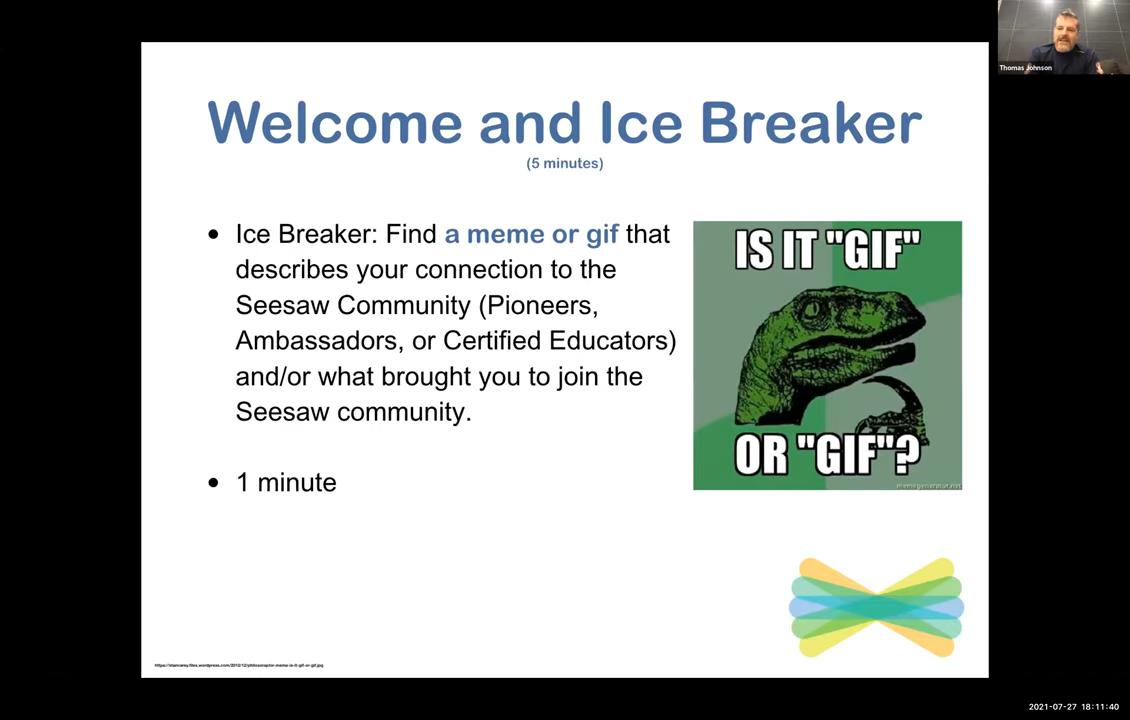 Thomas Johnson
Welcome and Ice Breaker
(5 minutes)
• Ice Breaker: Find a meme or gif that
describes your connection to the
Seesaw Community (Pioneers,
Ambassadors, or Certified Educators)
and/or what brought you to join the
Seesaw community.
• 1 minute
IS IT "GIF"
OR "GIF"?
memegenerator.net
2021-07-27 18:11:40